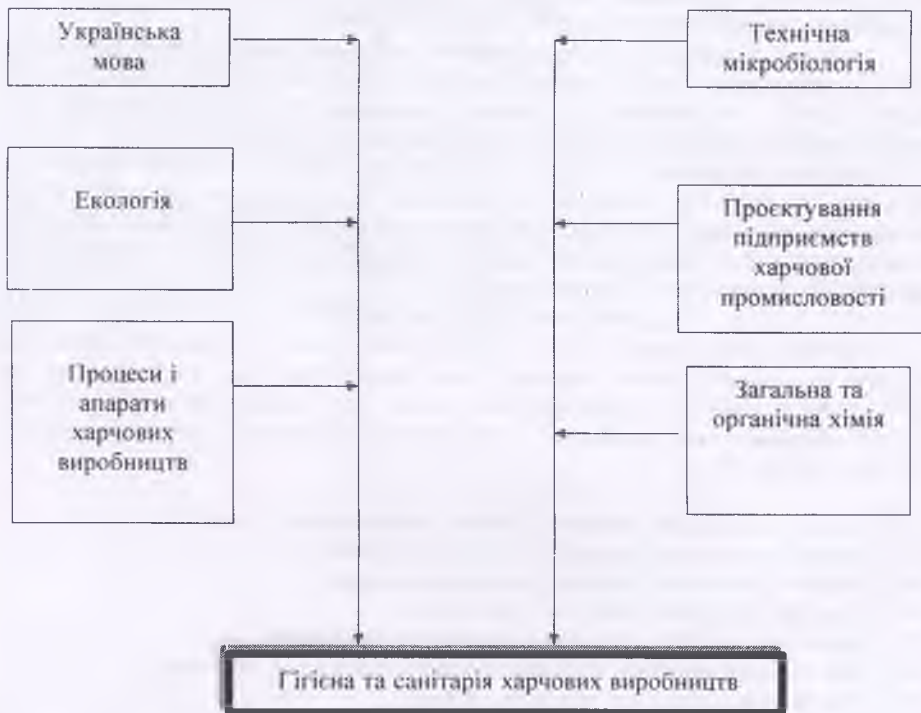 Українська
мова
Технічна
мікробіологія
Екологія
Проєктування
підприємств
харчової
промисловості
Процеси і
апарати
харчових
виробництв
Загальна та
органічна хімія
Гігієна та санітарія харчових виробництв